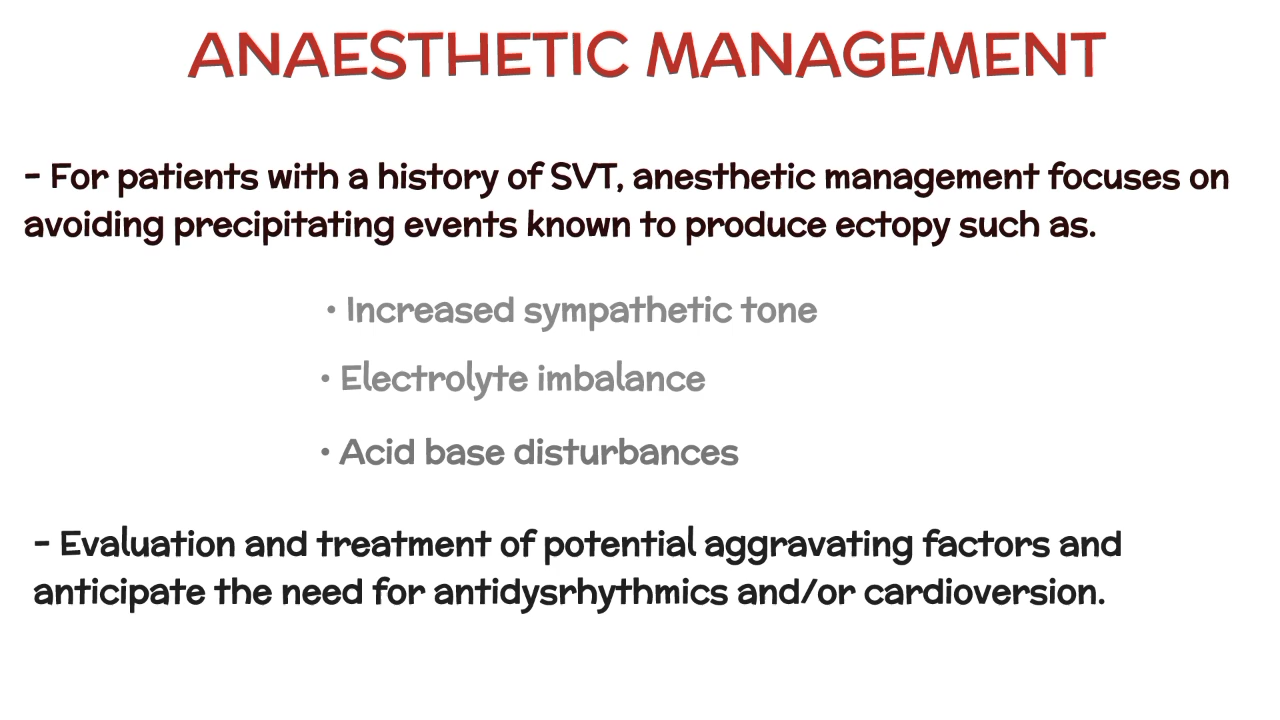 ANAESTHETIC MANAGEMENT
- For patients with a history of SVT, anesthetic management focuses on
avoiding precipitating events known to produce ectopy such as.
• Increased sympathetic tone
• Electrolyte imbalance
• Acid base disturbances
- Evaluation and treatment of potential aggravating factors and
anticipate the need for antidysrhythmics and/or cardioversion.